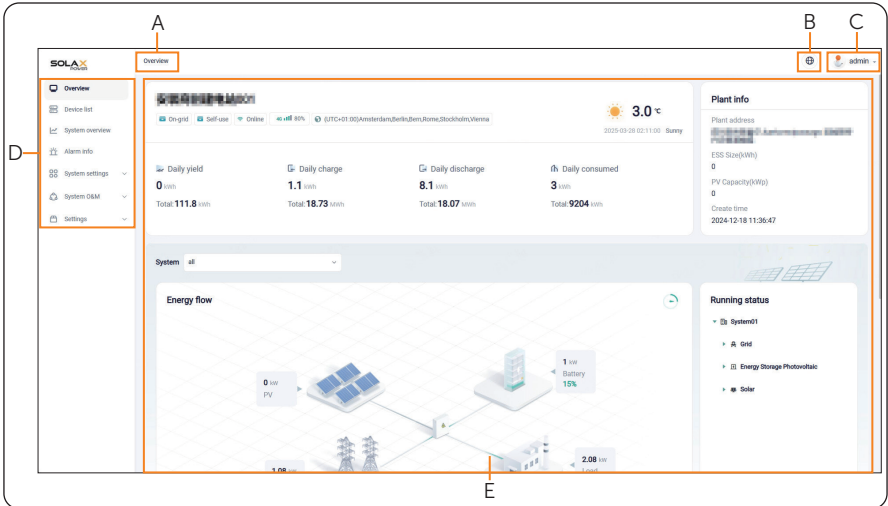 A
B
C
SOLAX
POWER
Overview
admin
Overview
Device list
System overview
Alarm info
System settings
System O&M
Settings
D
On-grid
Self-use
Online
4G 80%
(UTC+01:00)Amsterdam,Berlin,Bern,Rome,Stockholm,Vienna
3.0 ℃
2025-03-28 02:11:00 Sunny
Daily yield
0 kWh
Total:111.8 kWh
Daily charge
1.1 kWh
Total:18.73 MWh
Daily discharge
8.1 kWh
Total:18.07 MWh
Daily consumed
3 kWh
Total:9204 kWh
Plant info
Plant address
ESS Size(kWh)
0
PV Capacity(kWp)
0
Create time
2024-12-18 11:36:47
System all
Energy flow
0 kW
PV
1 kW
Battery
15%
1.08
2.08 kW
Load
Running status
System01
Grid
Energy Storage Photovoltaic
Solar
E